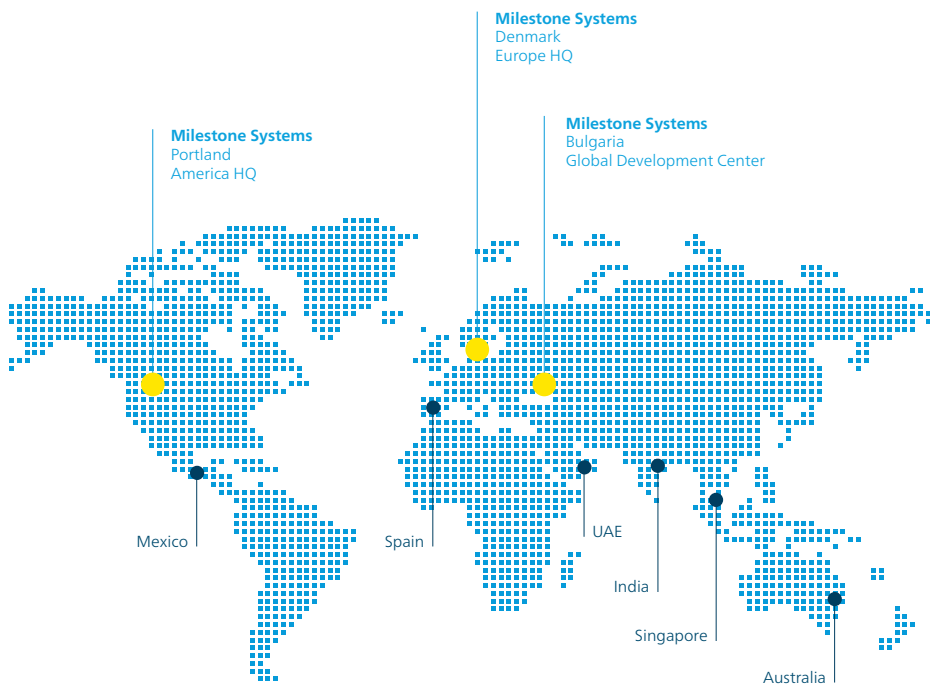 Milestone Systems
Denmark
Europe HQ
Milestone Systems
Bulgaria
Global Development Center
Milestone Systems
Portland
America HQ
Mexico
Spain
UAE
India
Singapore
Australia